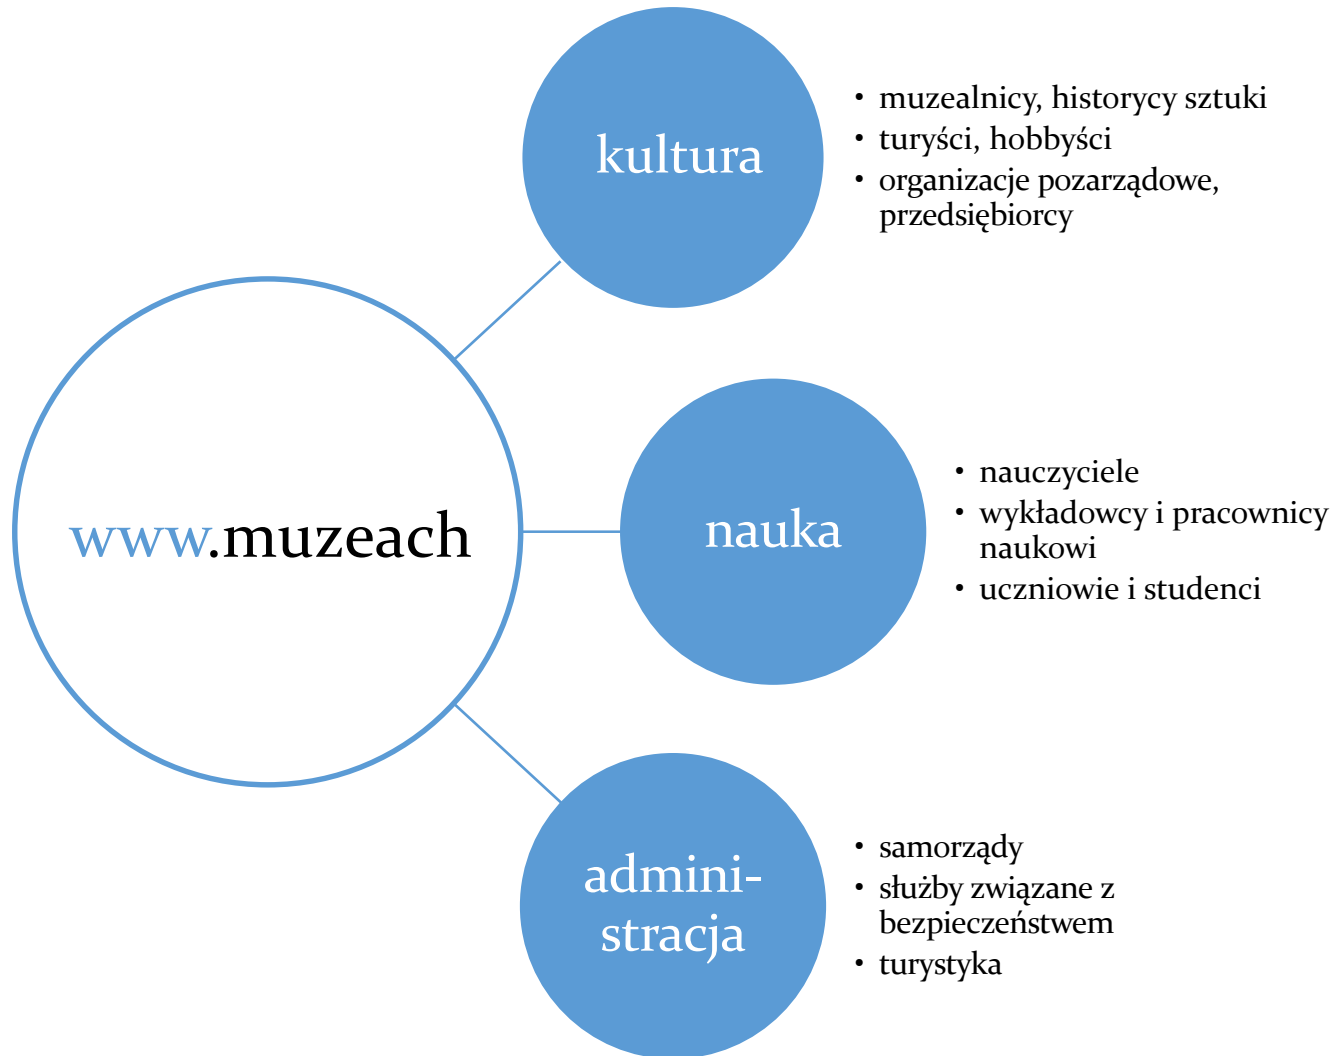 kultura
• muzealnicy, historycy sztuki
• turyści, hobbyści
• organizacje pozarządowe,
przedsiębiorcy
www.muzeach
nauka
• nauczyciele
• wykładowcy i pracownicy
naukowi
• uczniowie i studenci
admini-
stracja
• samorządy
• służby związane z
bezpieczeństwem
• turystyka